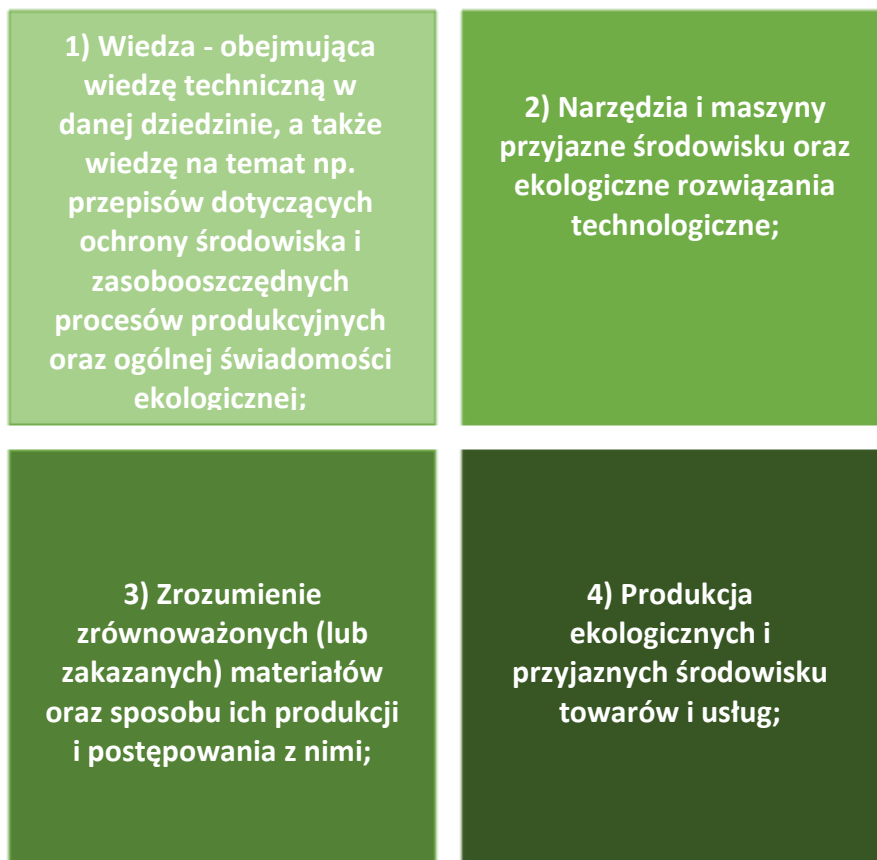 1) Wiedza - obejmująca
wiedzę techniczną w
danej dziedzinie, a także
wiedzę na temat np.
przepisów dotyczących
ochrony środowiska i
zasobooszczędnych
procesów produkcyjnych
oraz ogólnej świadomości
ekologicznej;
2) Narzędzia i maszyny
przyjazne środowisku oraz
ekologiczne rozwiązania
technologiczne;
3) Zrozumienie
zrównoważonych (lub
zakazanych) materiałów
oraz sposobu ich produkcji
i postępowania z nimi;
4) Produkcja
ekologicznych i
przyjaznych środowisku
towarów i usług;